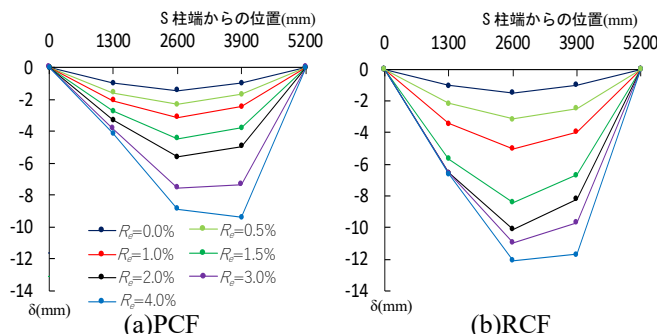 S 柱端からの位置(mm)
0 1300 2600 3900 5200
0
-2
-4
-6
-8
-10
-12
-14
δ(mm)
Re=0.0% Re=0.5%
Re=1.0% Re=1.5%
Re=2.0% Re=3.0%
Re=4.0%
(a)PCF
S 柱端からの位置(mm)
0 1300 2600 3900 5200
0
-2
-4
-6
-8
-10
-12
-14
δ(mm)
(b)RCF